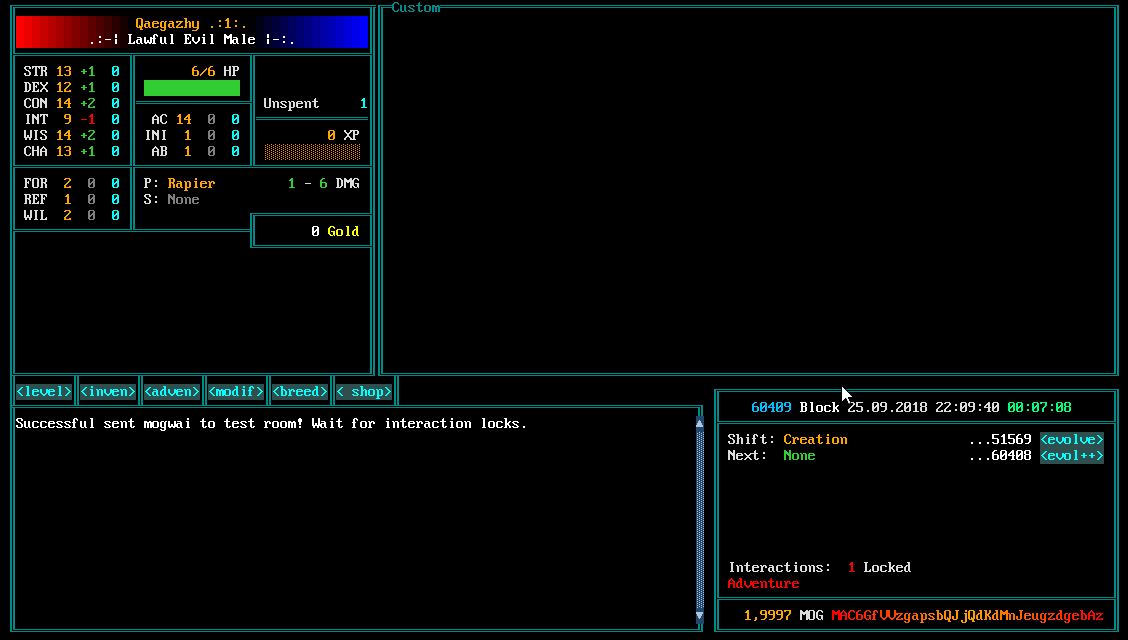 Custom
Qaegazhy .:1:.
.:-| Lawful Evil Male |-:.
STR 13 +1 0
DEX 12 +1 0
CON 14 +2 0
INT 9 -1 0
WIS 14 +2 0
CHA 13 +1 0
6/6 HP
AC 14 0 0
INI 1 0 0
AB 1 0 0
Unspent 1
0 XP
FOR 2 0 0
REF 1 0 0
WIL 2 0 0
P: Rapier 1 - 6 DMG
S: None
0 Gold
<level> <inven> <adven> <modif> <breed> < shop>
Successful sent mogwai to test room! Wait for interaction locks.
60409 Block 25.09.2018 22:09:40 00:07:08
Shift: Creation ...51569 <evolve>
Next: None ...60408 <evol++>
Interactions: 1 Locked
Adventure
1,9997 MOG MAC6GfVVzgapsbQJjQdKdMnJeugzdgebAz